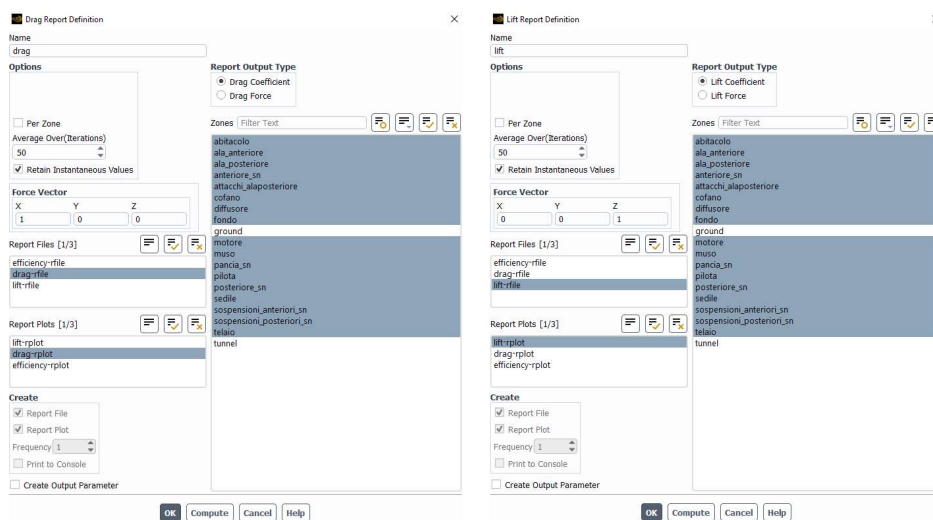 Drag Report Definition
Name
drag
Options
Per Zone
Average Over(Iterations)
50
Retain Instantaneous Values
Force Vector
X Y Z
1 0 0
Report Files [1/3]
efficiency-rfile
drag-rfile
lift-rfile
Report Plots [1/3]
lift-rplot
drag-rplot
efficiency-rplot
Create
Report File
Report Plot
Frequency 1
Print to Console
Create Output Parameter
Report Output Type
Drag Coefficient
Drag Force
Zones Filter Text
abitacolo
ala_anteriore
ala_posteriore
anteriore_sn
attacchi_alaposteriore
cofano
diffusore
fondo
ground
motore
muso
pancia_sn
pilota
posteriore_sn
sedile
sospensioni_anteriori_sn
sospensioni_posteriori_sn
telaio
tunnel
OK Compute Cancel Help
Lift Report Definition
Name
lift
Options
Per Zone
Average Over(Iterations)
50
Retain Instantaneous Values
Force Vector
X Y Z
0 0 1
Report Files [1/3]
efficiency-rfile
drag-rfile
lift-rfile
Report Plots [1/3]
lift-rplot
drag-rplot
efficiency-rplot
Create
Report File
Report Plot
Frequency 1
Print to Console
Create Output Parameter
Report Output Type
Lift Coefficient
Lift Force
Zones Filter Text
abitacolo
ala_anteriore
ala_posteriore
anteriore_sn
attacchi_alaposteriore
cofano
diffusore
fondo
ground
motore
muso
pancia_sn
pilota
posteriore_sn
sedile
sospensioni_anteriori_sn
sospensioni_posteriori_sn
telaio
tunnel
OK Compute Cancel Help